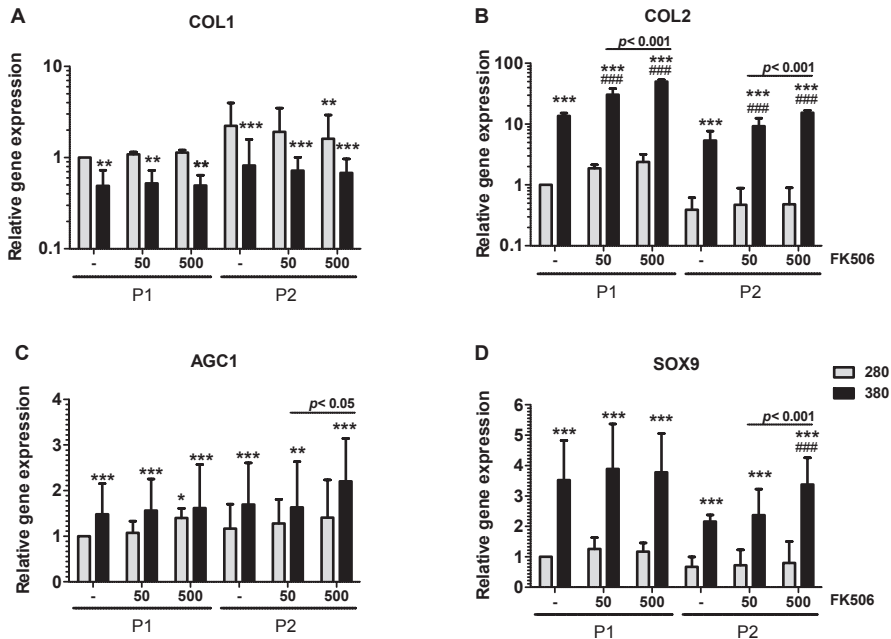 A
COL1
Relative gene expression
10
1
0.1
** ** ** *** *** ** ***
- 50 500 - 50 500
P1 P2
B
COL2
Relative gene expression
100
10
1
0.1
p< 0.001
p< 0.001
*** *** *** *** *** ***
### ### ### ###
- 50 500 - 50 500 FK506
P1 P2
C
AGC1
Relative gene expression
4
3
2
1
0
p< 0.05
*** *** * *** *** ** ***
- 50 500 - 50 500
P1 P2
D
SOX9
Relative gene expression
6
5
4
3
2
1
0
p< 0.001
*** *** *** *** *** ***
###
- 50 500 - 50 500 FK506
P1 P2
280
380